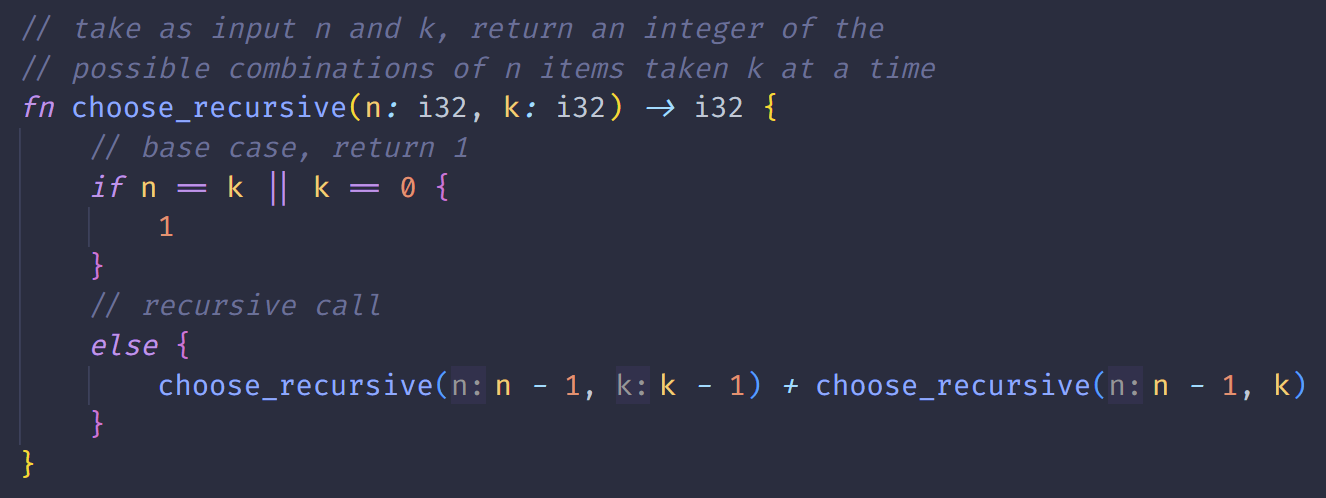 // take as input n and k, return an integer of the
// possible combinations of n items taken k at a time
fn choose_recursive(n: i32, k: i32) -> i32 {
    // base case, return 1
    if n == k || k == 0 {
        1
    }
    // recursive call
    else {
        choose_recursive(n: n - 1, k: k - 1) + choose_recursive(n: n - 1, k)
    }
}